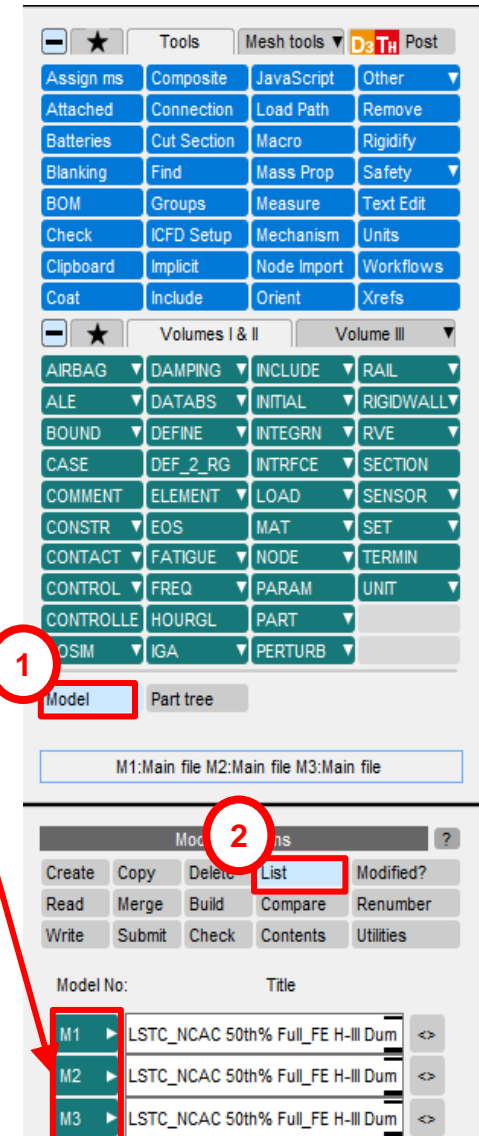 Tools Mesh tools D3 TH Post
Assign ms Composite JavaScript Other
Attached Connection Load Path Remove
Batteries Cut Section Macro Rigidify
Blanking Find Mass Prop Safety
BOM Groups Measure Text Edit
Check ICFD Setup Mechanism Units
Clipboard Implicit Node Import Workflows
Coat Include Orient Xrefs
Volumes I & II Volume III
AIRBAG DAMPING INCLUDE RAIL
ALE DATABS INITIAL RIGIDWALL
BOUND DEFINE INTEGRN RVE
CASE DEF_2_RG INTRFCE SECTION
COMMENT ELEMENT LOAD SENSOR
CONSTR EOS MAT SET
CONTACT FATIGUE NODE TERMIN
CONTROL FREQ PARAM UNIT
CONTROLLE HOURGL PART
OSIM IGA PERTURB
1
Model Part tree
M1:Main file M2:Main file M3:Main file
2
?
Create Copy Delete List Modified?
Read Merge Build Compare Renumber
Write Submit Check Contents Utilities
Model No: Title
M1 LSTC_NCAC 50th% Full_FE H-III Dum <>
M2 LSTC_NCAC 50th% Full_FE H-III Dum <>
M3 LSTC_NCAC 50th% Full_FE H-III Dum <>